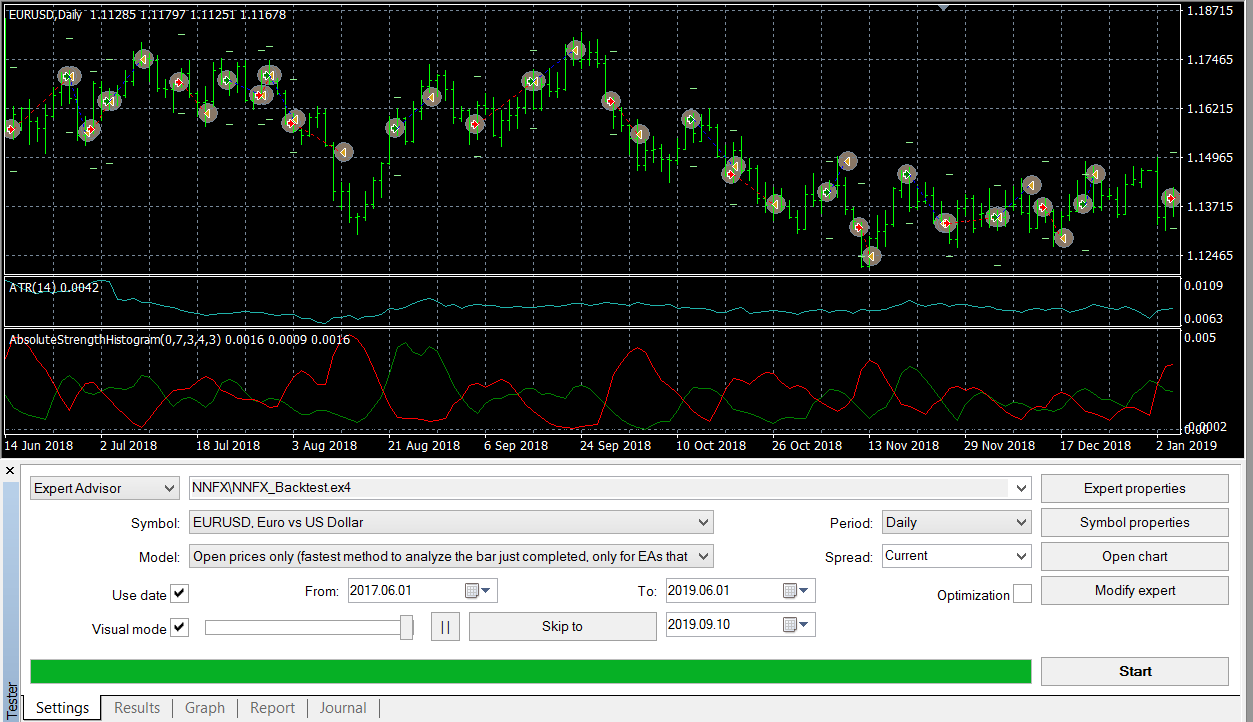 EURUSD,Daily 1.11285 1.11797 1.11251 1.11678
1.18715
1.17465
1.16215
1.14965
1.13715
1.12465
ATR(14) 0.0042
0.0109
0.0063
AbsoluteStrengthHistogram(0,7,3,4,3) 0.0016 0.0009 0.0016
0.005
14 Jun 2018 2 Jul 2018 18 Jul 2018 3 Aug 2018 21 Aug 2018 6 Sep 2018 24 Sep 2018 10 Oct 2018 26 Oct 2018 13 Nov 2018 29 Nov 2018 17 Dec 2018 2 Jan 2019
Expert Advisor NNFX\NNFX_Backtest.ex4 Expert properties
Symbol: EURUSD, Euro vs US Dollar Period: Daily Symbol properties
Model: Open prices only (fastest method to analyze the bar just completed, only for EAs that Spread: Current Open chart
Use date From: 2017.06.01 To: 2019.06.01 Optimization Modify expert
Visual mode Skip to 2019.09.10
Start
Tester
Settings Results Graph Report Journal